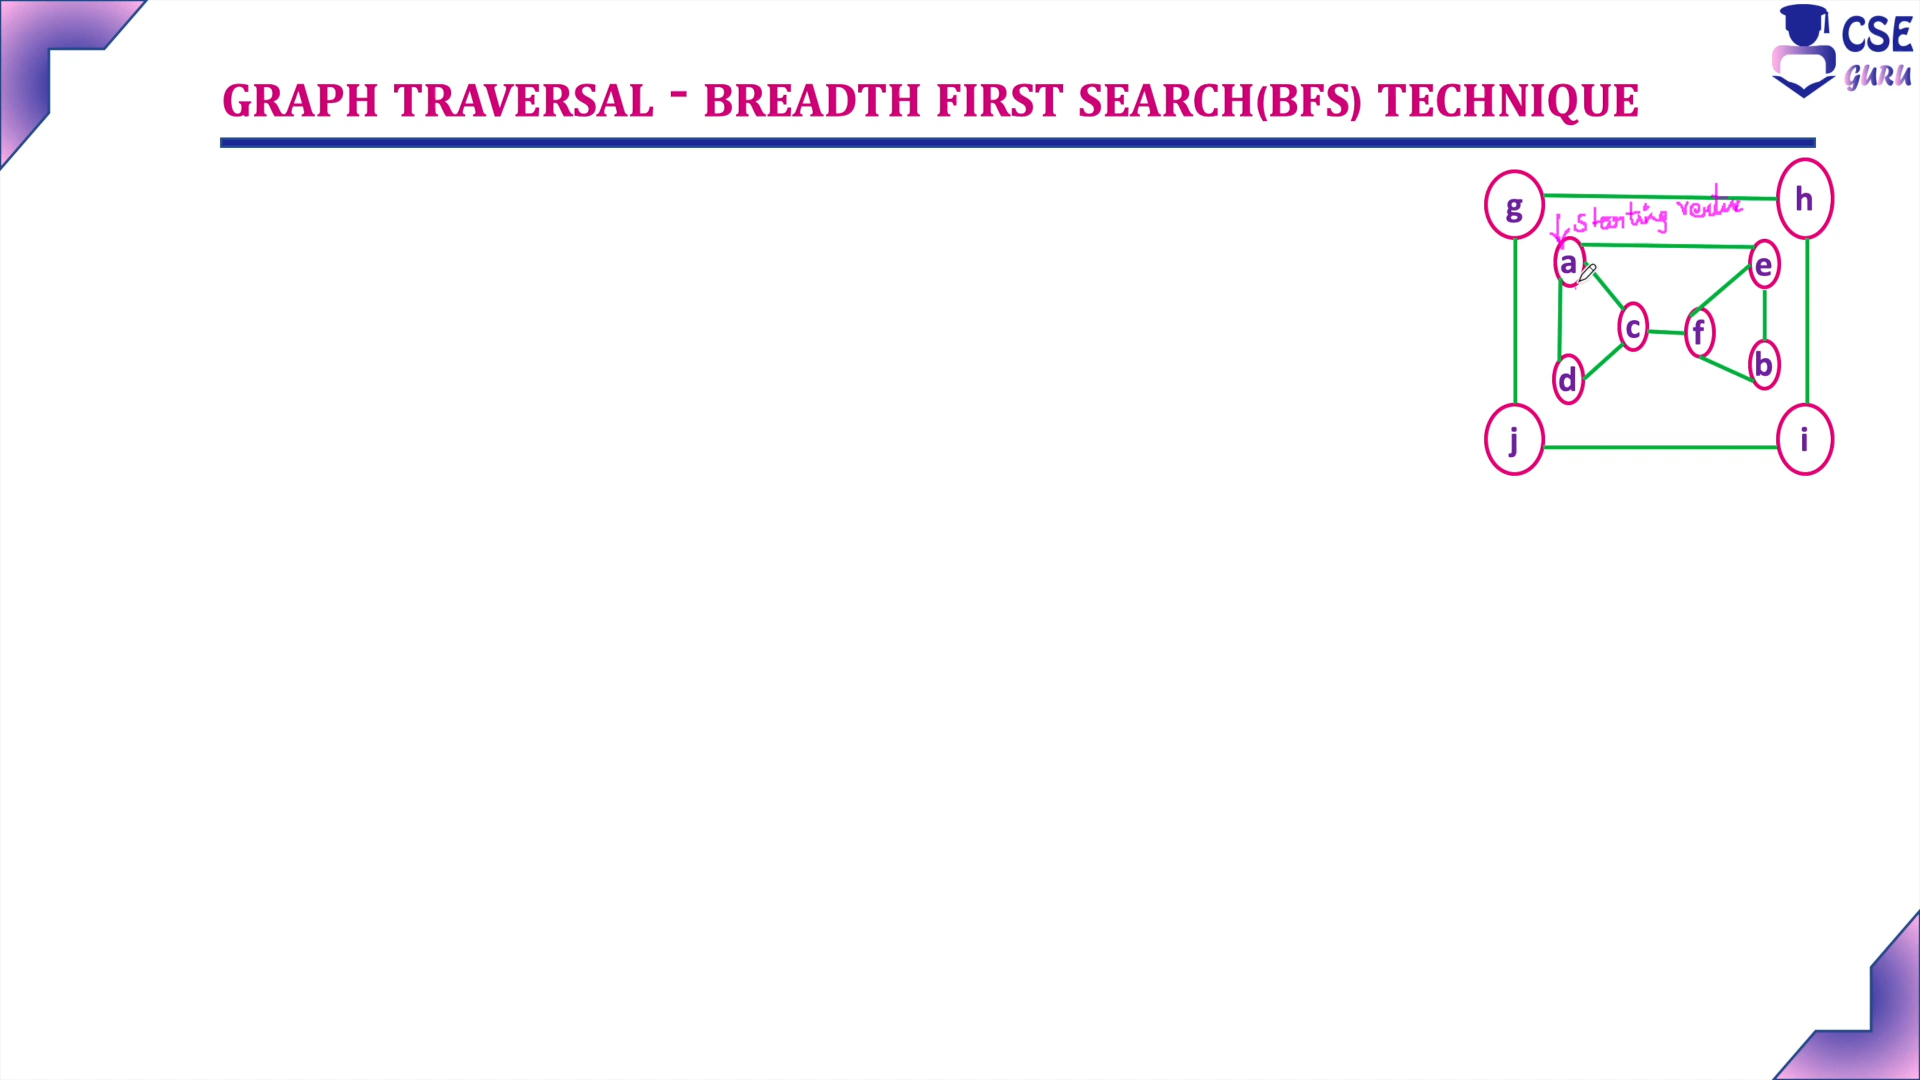 CSE
GURU
GRAPH TRAVERSAL - BREADTH FIRST SEARCH(BFS) TECHNIQUE
g
h
starting vertex
a
e
c
f
b
d
j
i